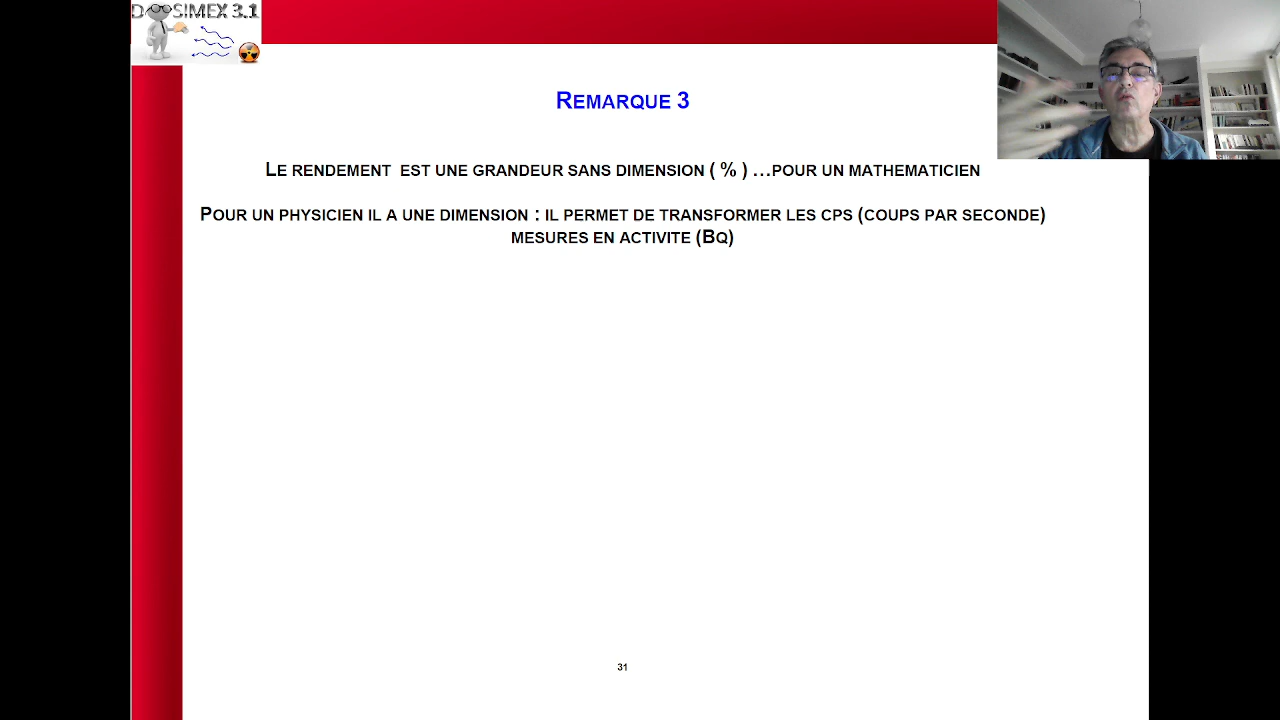 DOSIMEX 3.1
REMARQUE 3
LE RENDEMENT EST UNE GRANDEUR SANS DIMENSION ( % ) …POUR UN MATHEMATICIEN
POUR UN PHYSICIEN IL A UNE DIMENSION : IL PERMET DE TRANSFORMER LES CPS (COUPS PAR SECONDE)
MESURES EN ACTIVITE (BQ)
31